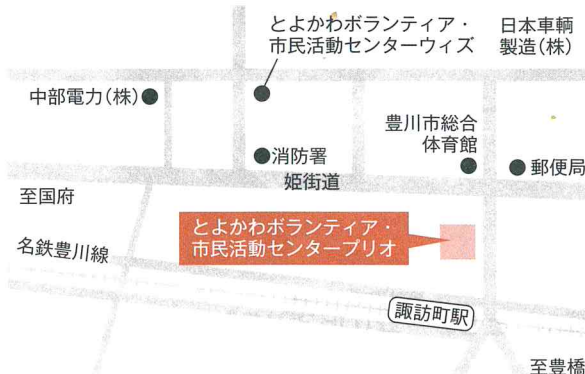 とよかわボランティア・
市民活動センターウィズ
日本車輌
製造(株)
中部電力(株)
豊川市総合
体育館
消防署
郵便局
姫街道
至国府
とよかわボランティア・
市民活動センタープリオ
名鉄豊川線
諏訪町駅
至豊橋